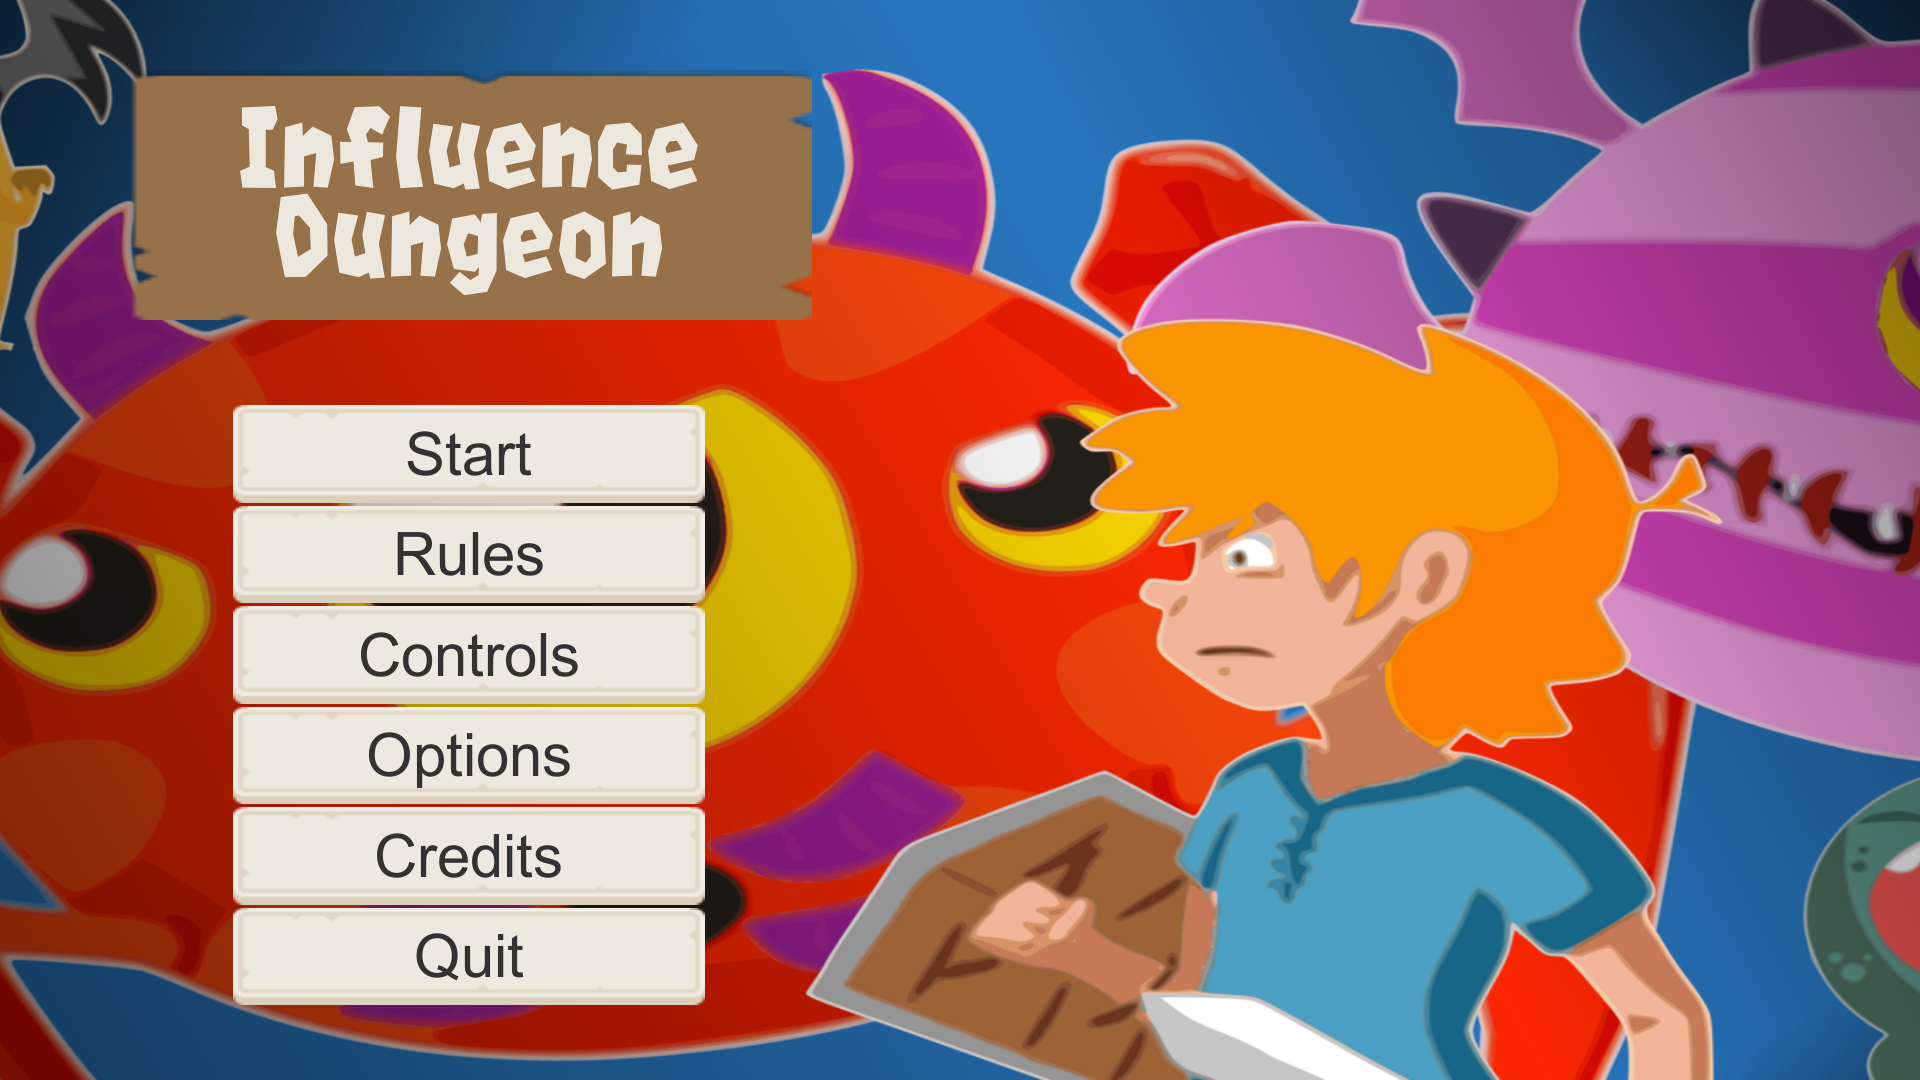 Influence
Dungeon
Start
Rules
Controls
Options
Credits
Quit